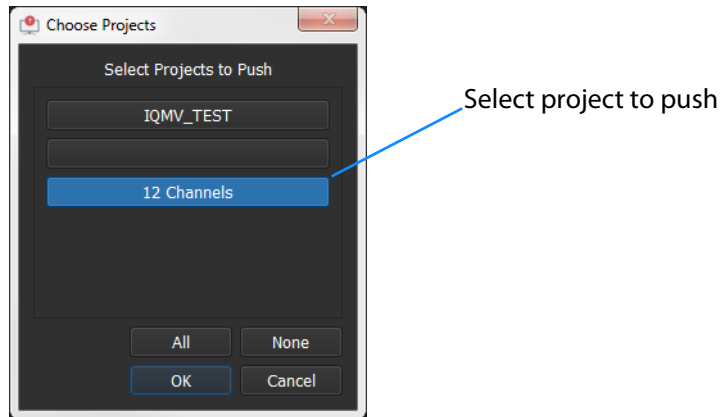 Choose Projects
Select Projects to Push
IQMV_TEST
12 Channels
All
None
OK
Cancel
Select project to push